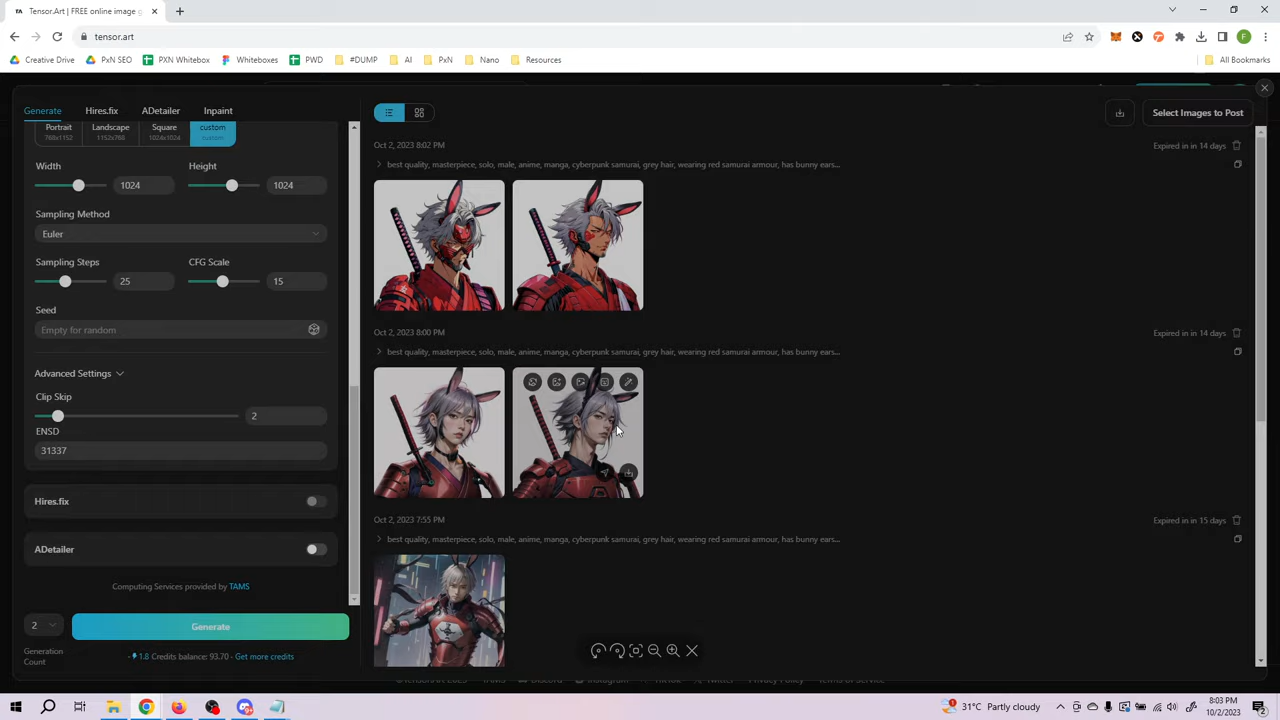 Tensor.Art | FREE online image g
tensor.art
F
Creative Drive
PxN SEO
PXN Whitebox
Whiteboxes
PWD
#DUMP
AI
PxN
Nano
Resources
All Bookmarks
Generate
Hires.fix
ADetailer
Inpaint
Select Images to Post
Portrait
768x1152
Landscape
1152x768
Square
1024x1024
custom
custom
Width
Height
1024
1024
Sampling Method
Euler
Sampling Steps
CFG Scale
25
15
Seed
Empty for random
Advanced Settings
Clip Skip
2
ENSD
31337
Hires.fix
ADetailer
Computing Services provided by TAMS
2
Generate
Generation
Count
1.8 Credits balance: 93.70 - Get more credits
Oct 2, 2023 8:02 PM
Expired in in 14 days
best quality, masterpiece, solo, male, anime, manga, cyberpunk samurai, grey hair, wearing red samurai armour, has bunny ears...
Oct 2, 2023 8:00 PM
Expired in in 14 days
best quality, masterpiece, solo, male, anime, manga, cyberpunk samurai, grey hair, wearing red samurai armour, has bunny ears...
Oct 2, 2023 7:55 PM
Expired in in 15 days
best quality, masterpiece, solo, male, anime, manga, cyberpunk samurai, grey hair, wearing red samurai armour, has bunny ears...
31°C Partly cloudy
8:03 PM
10/2/2023